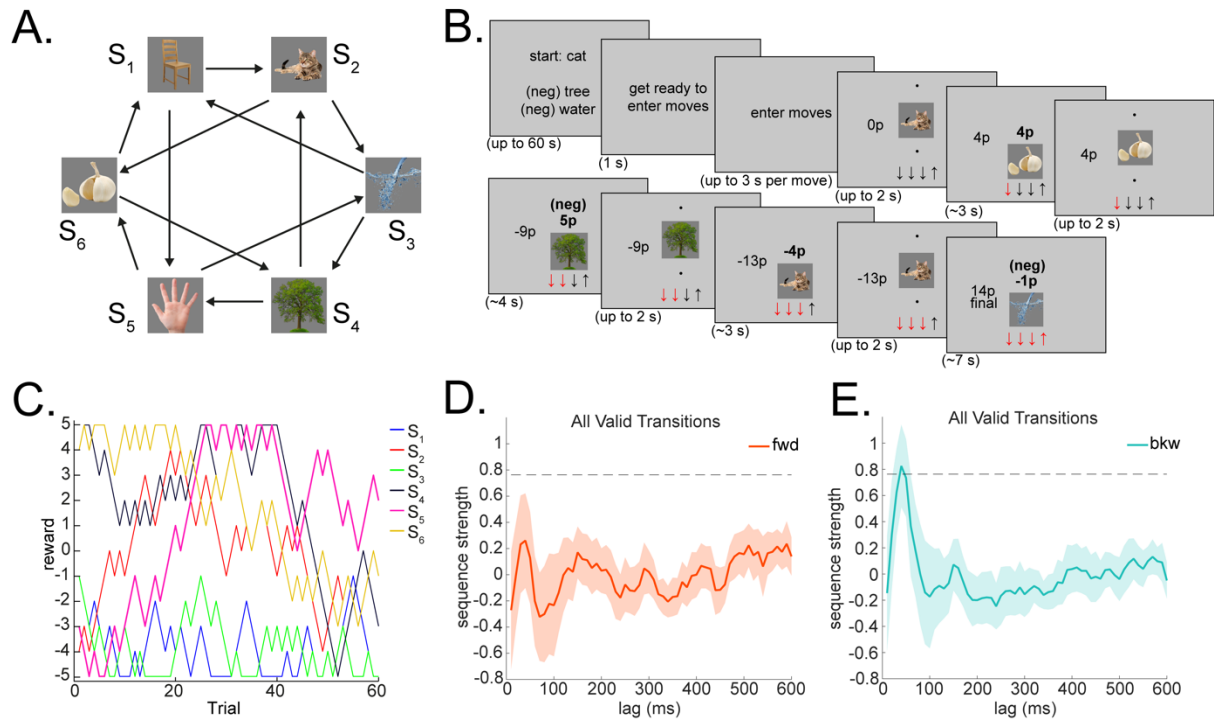 A.
S1
S2
S3
S4
S5
S6
B.
start: cat
(neg) tree
(neg) water
(up to 60 s)
get ready to
enter moves
(1 s)
enter moves
(up to 3 s per move)
0p
↓↓↓↑
(up to 2 s)
4p
4p
↓↓↓↑
(~3 s)
4p
↓↓↓↑
(up to 2 s)
(neg)
5p
-9p
↓↓↓↑
(~4 s)
-9p
↓↓↓↑
(up to 2 s)
-4p
-13p
↓↓↓↑
(~3 s)
-13p
↓↓↓↑
(up to 2 s)
(neg)
-1p
14p
final
↓↓↓↑
(~7 s)
C.
reward
5
4
3
2
1
0
-1
-2
-3
-4
-5
0 20 40 60
Trial
S1
S2
S3
S4
S5
S6
D.
All Valid Transitions
fwd
sequence strength
1
0.8
0.6
0.4
0.2
0
-0.2
-0.4
-0.6
-0.8
0 100 200 300 400 500 600
lag (ms)
E.
All Valid Transitions
bkw
sequence strength
1
0.8
0.6
0.4
0.2
0
-0.2
-0.4
-0.6
-0.8
0 100 200 300 400 500 600
lag (ms)